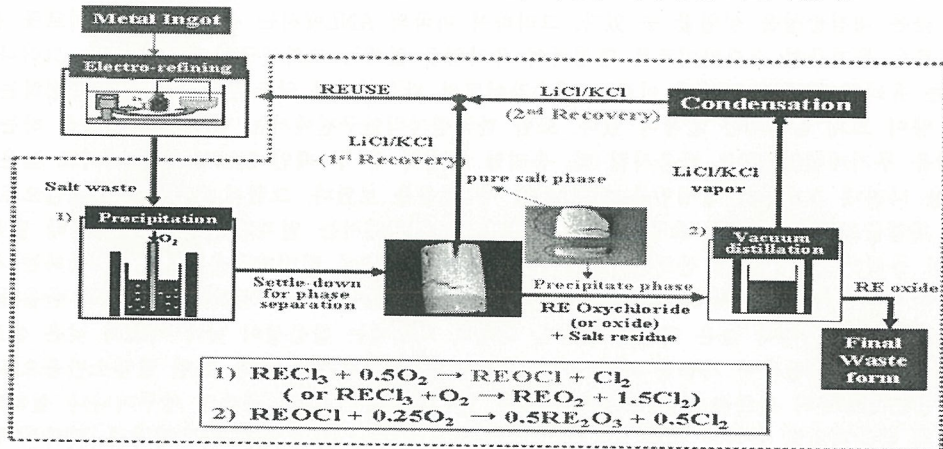 Metal Ingot
Electro-refining
REUSE
LiCl/KCl
(2nd Recovery)
Condensation
LiCl/KCl
(1st Recovery)
pure salt phase
LiCl/KCl
vapor
Salt waste
1)
Precipitation
O₂
2)
Vacuum
distillation
Settle-down
for phase
separation
Precipitate phase
RE Oxychloride
(or oxide)
+ Salt residue
RE oxide
Final
Waste
form
1) RECl₃ + 0.5O₂ → REOCl + Cl₂
( or RECl₃ +O₂ → REO₂ + 1.5Cl₂)
2) REOCl + 0.25O₂ → 0.5RE₂O₃ + 0.5Cl₂